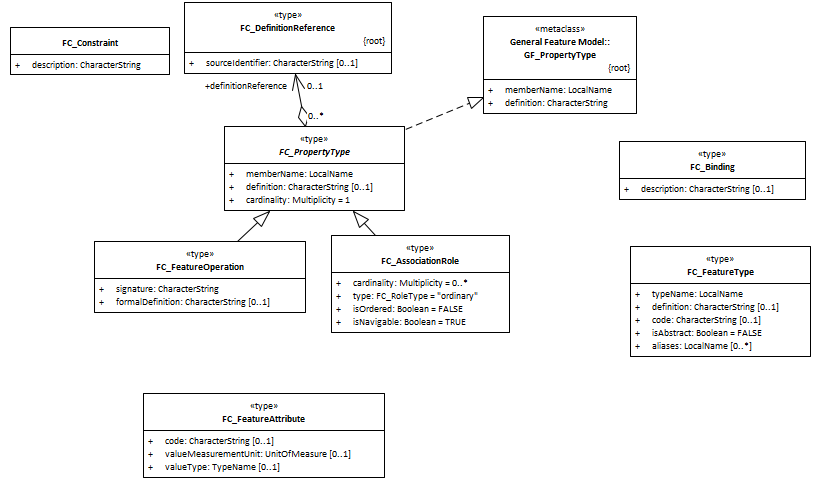 FC_Constraint
+ description: CharacterString
«type»
FC_DefinitionReference
{root}
+ sourceIdentifier: CharacterString [0..1]
+definitionReference 0..1
0..*
«metaclass»
General Feature Model::
GF_PropertyType
{root}
+ memberName: LocalName
+ definition: CharacterString
«type»
FC_PropertyType
+ memberName: LocalName
+ definition: CharacterString [0..1]
+ cardinality: Multiplicity = 1
«type»
FC_Binding
+ description: CharacterString [0..1]
«type»
FC_FeatureOperation
+ signature: CharacterString
+ formalDefinition: CharacterString [0..1]
«type»
FC_AssociationRole
+ cardinality: Multiplicity = 0..*
+ type: FC_RoleType = "ordinary"
+ isOrdered: Boolean = FALSE
+ isNavigable: Boolean = TRUE
«type»
FC_FeatureType
+ typeName: LocalName
+ definition: CharacterString [0..1]
+ code: CharacterString [0..1]
+ isAbstract: Boolean = FALSE
+ aliases: LocalName [0..*]
«type»
FC_FeatureAttribute
+ code: CharacterString [0..1]
+ valueMeasurementUnit: UnitOfMeasure [0..1]
+ valueType: TypeName [0..1]